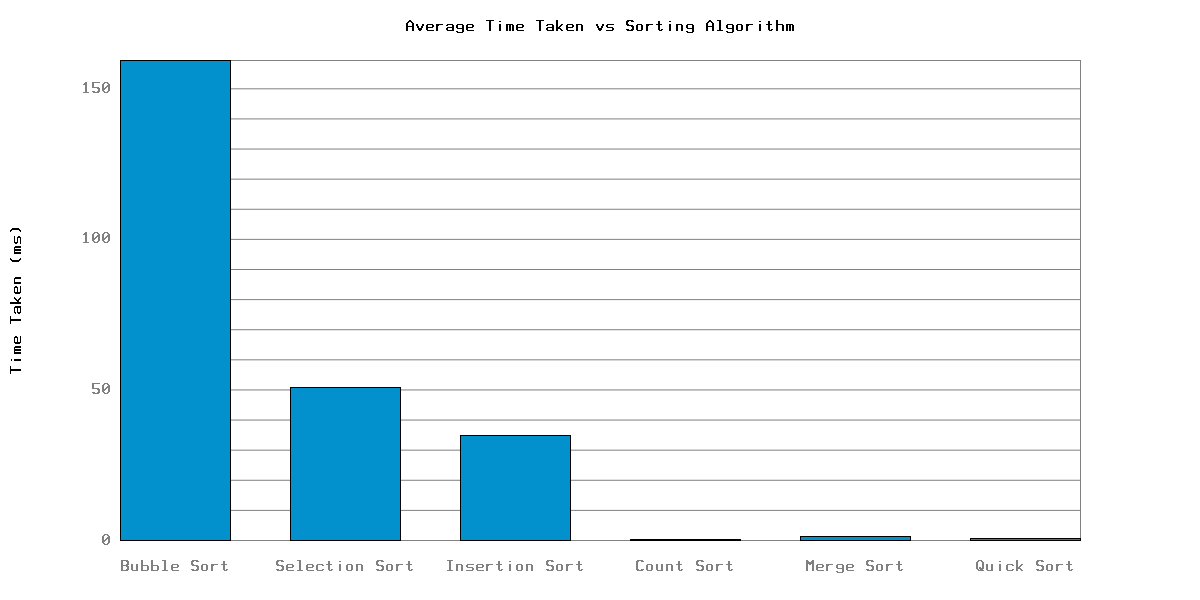 Average Time Taken vs Sorting Algorithm
150
100
50
0
Time Taken (ms)
Bubble Sort
Selection Sort
Insertion Sort
Count Sort
Merge Sort
Quick Sort